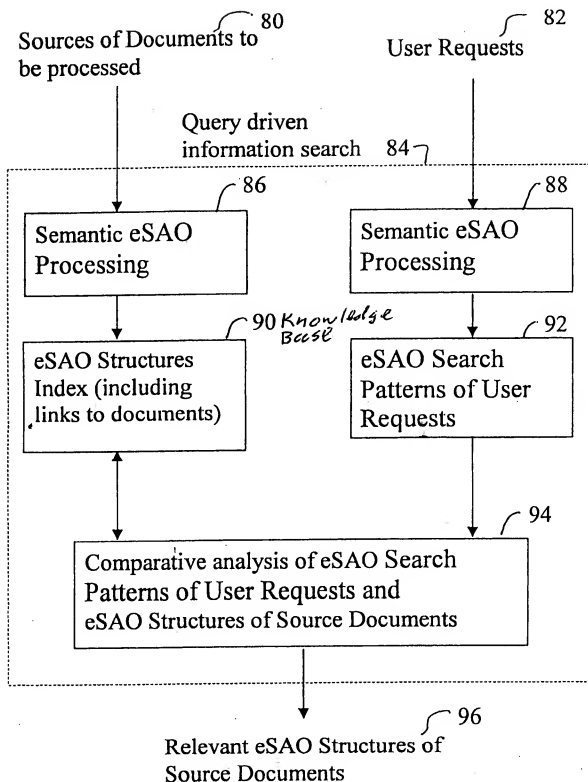 80
Sources of Documents to
be processed
82
User Requests
Query driven
information search 84
86
Semantic eSAO
Processing
88
Semantic eSAO
Processing
90 Knowledge
Base
eSAO Structures
Index (including
links to documents)
92
eSAO Search
Patterns of User
Requests
94
Comparative analysis of eSAO Search
Patterns of User Requests and
eSAO Structures of Source Documents
96
Relevant eSAO Structures of
Source Documents